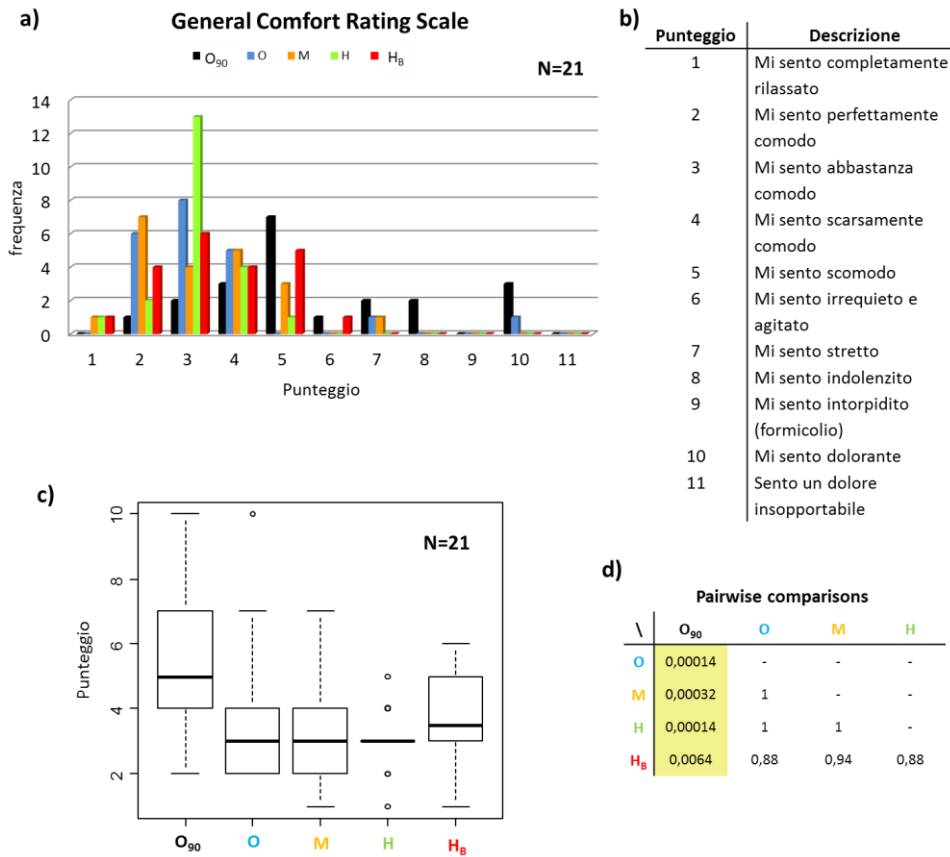 a)
General Comfort Rating Scale
O₉₀ O M H H_B
N=21
frequenza
14
12
10
8
6
4
2
0
1 2 3 4 5 6 7 8 9 10 11
Punteggio
b)
Punteggio Descrizione
1 Mi sento completamente
rilassato
2 Mi sento perfettamente
comodo
3 Mi sento abbastanza
comodo
4 Mi sento scarsamente
comodo
5 Mi sento scomodo
6 Mi sento irrequieto e
agitato
7 Mi sento stretto
8 Mi sento indolenzito
9 Mi sento intorpidito
(formicolio)
10 Mi sento dolorante
11 Sento un dolore
insopportabile
c)
N=21
Punteggio
10
8
6
4
2
O₉₀ O M H H_B
d)
Pairwise comparisons
\ O₉₀ O M H
O 0,00014 - - -
M 0,00032 1 - -
H 0,00014 1 1 -
H_B 0,0064 0,88 0,94 0,88